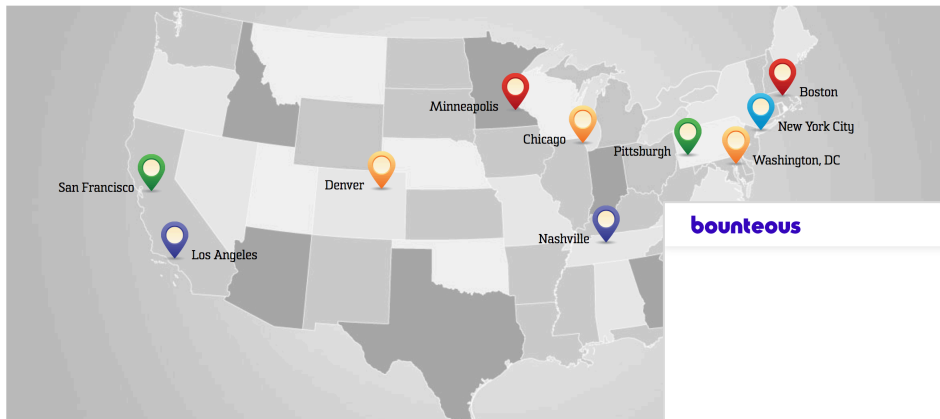 Minneapolis
Boston
Chicago
New York City
Pittsburgh
Washington, DC
San Francisco
Denver
bounteous
Nashville
Los Angeles